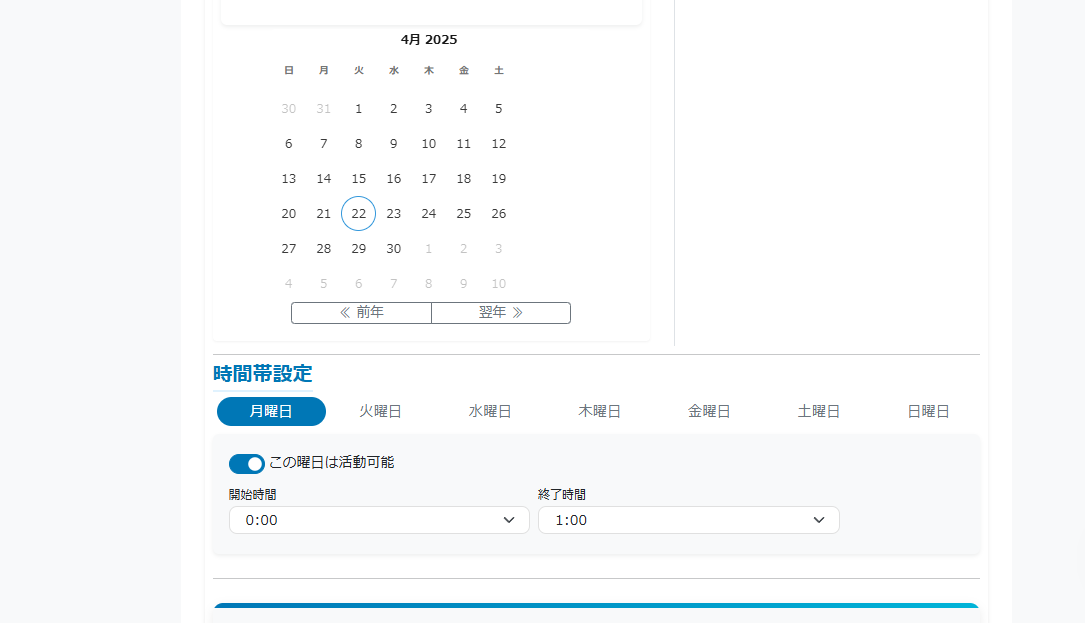 4月 2025
日 月 火 水 木 金 土
30 31 1 2 3 4 5
6 7 8 9 10 11 12
13 14 15 16 17 18 19
20 21 22 23 24 25 26
27 28 29 30 1 2 3
4 5 6 7 8 9 10
≪ 前年 翌年 ≫
時間帯設定
月曜日 火曜日 水曜日 木曜日 金曜日 土曜日 日曜日
この曜日は活動可能
開始時間 終了時間
0:00 1:00